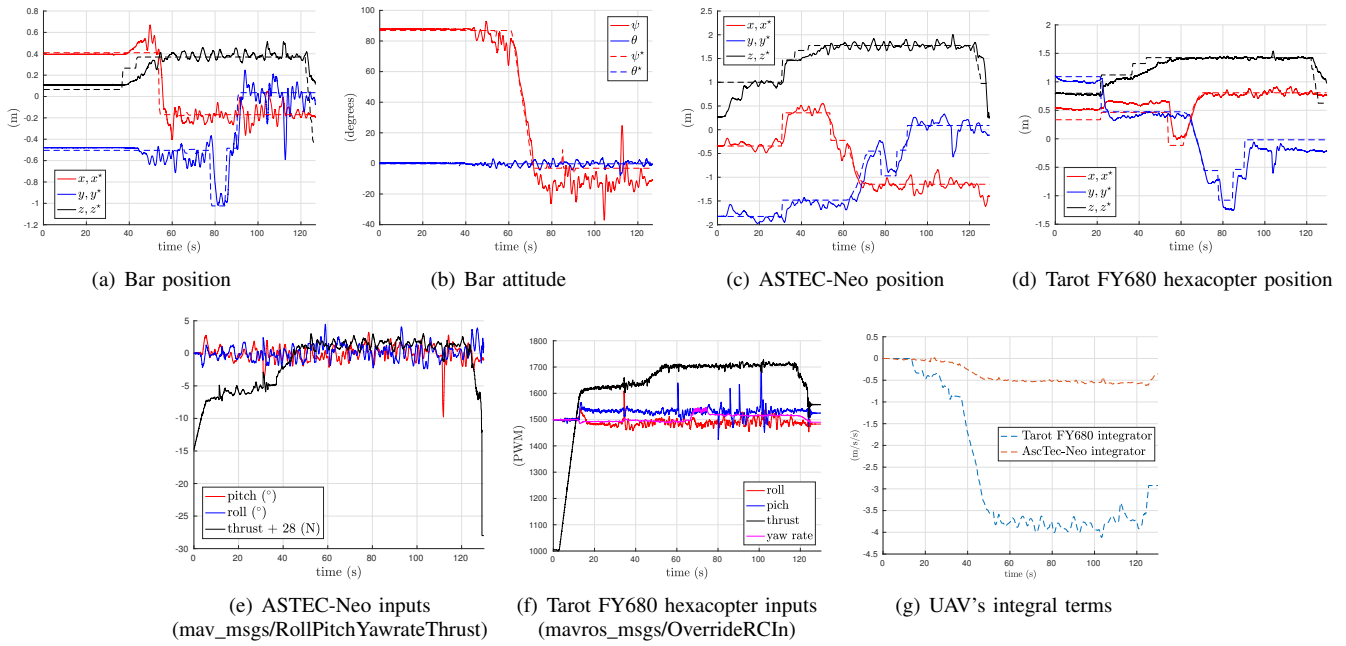 1.2
1
0.8
0.6
0.4
0.2
0
-0.2
-0.4
-0.6
-0.8
-1
-1.2
(m)
x, x⋆
y, y⋆
z, z⋆
0 20 40 60 80 100 120
time (s)
(a) Bar position
100
80
60
40
20
0
-20
-40
(degrees)
ψ
θ
ψ⋆
θ⋆
0 20 40 60 80 100 120
time (s)
(b) Bar attitude
2.5
2
1.5
1
0.5
0
-0.5
-1
-1.5
-2
(m)
x, x⋆
y, y⋆
z, z⋆
0 20 40 60 80 100 120
time (s)
(c) ASTEC-Neo position
2
1.5
1
0.5
0
-0.5
-1
-1.5
(m)
x, x⋆
y, y⋆
z, z⋆
0 20 40 60 80 100 120
time (s)
(d) Tarot FY680 hexacopter position
5
0
-5
-10
-15
-20
-25
-30
pitch (°)
roll (°)
thrust + 28 (N)
0 20 40 60 80 100 120
time (s)
(e) ASTEC-Neo inputs
(mav_msgs/RollPitchYawrateThrust)
1800
1700
1600
1500
1400
1300
1200
1100
1000
(PWM)
roll
pich
thrust
yaw rate
0 20 40 60 80 100 120
time (s)
(f) Tarot FY680 hexacopter inputs
(mavros_msgs/OverrideRCIn)
0.5
0
-0.5
-1
-1.5
-2
-2.5
-3
-3.5
-4
-4.5
(m/s/s)
Tarot FY680 integrator
AscTec-Neo integrator
0 20 40 60 80 100 120
time (s)
(g) UAV's integral terms